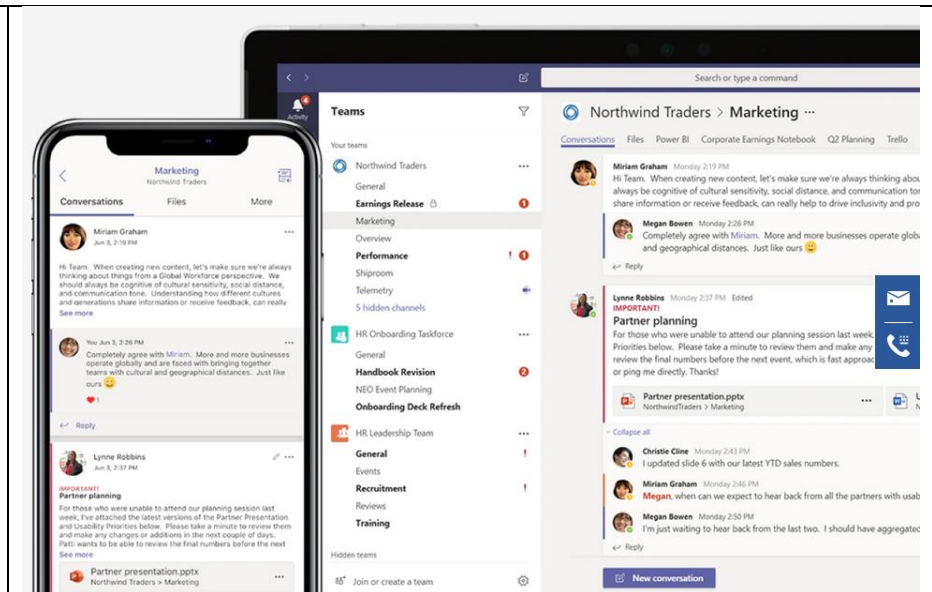 Search or type a command
4
Activity
Teams
Your teams
Northwind Traders
General
Earnings Release
1
Marketing
Overview
Performance
! 1
Shiproom
Telemetry
5 hidden channels
HR Onboarding Taskforce
General
Handbook Revision
2
NEO Event Planning
Onboarding Deck Refresh
HR Leadership Team
General
!
Events
Recruitment
!
Reviews
Training
Hidden teams
Join or create a team
Northwind Traders > Marketing ···
Conversations Files Power BI Corporate Earnings Notebook Q2 Planning Trello
Miriam Graham Monday 2:19 PM
Hi Team. When creating new content, let's make sure we're always thinking abou
always be cognitive of cultural sensitivity, social distance, and communication ton
share information or receive feedback, can really help to drive inclusivity and pro
Megan Bowen Monday 2:26 PM
Completely agree with Miriam. More and more businesses operate globa
and geographical distances. Just like ours 😀
Reply
Lynne Robbins Monday 2:37 PM Edited
IMPORTANT!
Partner planning
For those who were unable to attend our planning session last week,
Priorities below. Please take a minute to review them and make any
review the final numbers before the next event, which is fast approac
or ping me directly. Thanks!
Partner presentation.pptx
NorthwindTraders > Marketing
Collapse all
Christie Cline Monday 2:43 PM
I updated slide 6 with our latest YTD sales numbers.
Miriam Graham Monday 2:46 PM
Megan, when can we expect to hear back from all the partners with usab
Megan Bowen Monday 2:50 PM
I'm just waiting to hear back from the last two. I should have aggregated
Reply
New conversation
Marketing
Northwind Traders
Conversations Files More
Miriam Graham
Jun 3, 2:19 PM
Hi Team. When creating new content, let's make sure we're always
thinking about things from a Global Workforce perspective. We
should always be cognitive of cultural sensitivity, social distance,
and communication tone. Understanding how different cultures
and generations share information or receive feedback, can really
See more
You Jun 3, 2:26 PM
Completely agree with Miriam. More and more businesses
operate globally and are faced with bringing together
teams with cultural and geographical distances. Just like
ours 😀
1
Reply
Lynne Robbins
Jun 3, 2:37 PM
IMPORTANT!
Partner planning
For those who were unable to attend our planning session last
week, I've attached the latest versions of the Partner Presentation
and Usability Priorities below. Please take a minute to review them
and make any changes or additions in the next couple of days.
Patti wants to be able to review the final numbers before the next
See more
Partner presentation.pptx
Northwind Traders > Marketing